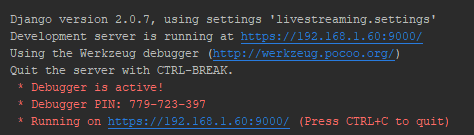 Django version 2.0.7, using settings 'livestreaming.settings'
Development server is running at https://192.168.1.60:9000/
Using the Werkzeug debugger (http://werkzeug.pocoo.org/)
Quit the server with CTRL-BREAK.
* Debugger is active!
* Debugger PIN: 779-723-397
* Running on https://192.168.1.60:9000/ (Press CTRL+C to quit)